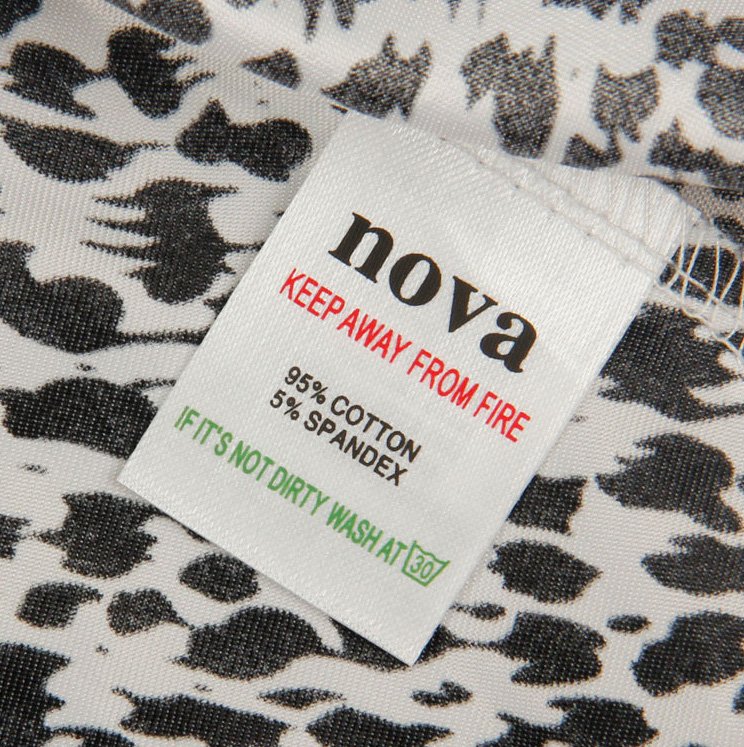 nova
KEEP AWAY FROM FIRE
95% COTTON
5% SPANDEX
IF IT'S NOT DIRTY WASH AT 30